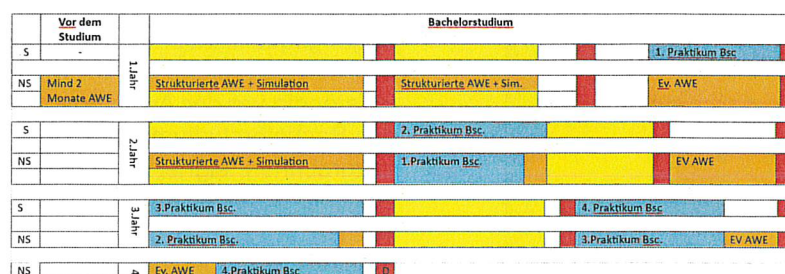 Vor dem Studium
Bachelorstudium
S
-
1.Jahr
1. Praktikum Bsc
NS
Mind 2
Monate AWE
Strukturierte AWE + Simulation
Strukturierte AWE + Sim.
Ev. AWE
S
2.Jahr
2. Praktikum Bsc.
NS
Strukturierte AWE + Simulation
1.Praktikum Bsc.
EV AWE
S
3.Jahr
3.Praktikum Bsc.
4. Praktikum Bsc
NS
2. Praktikum Bsc.
3.Praktikum Bsc.
EV AWE
NS
4
Ev. AWE
4.Praktikum Bsc
D